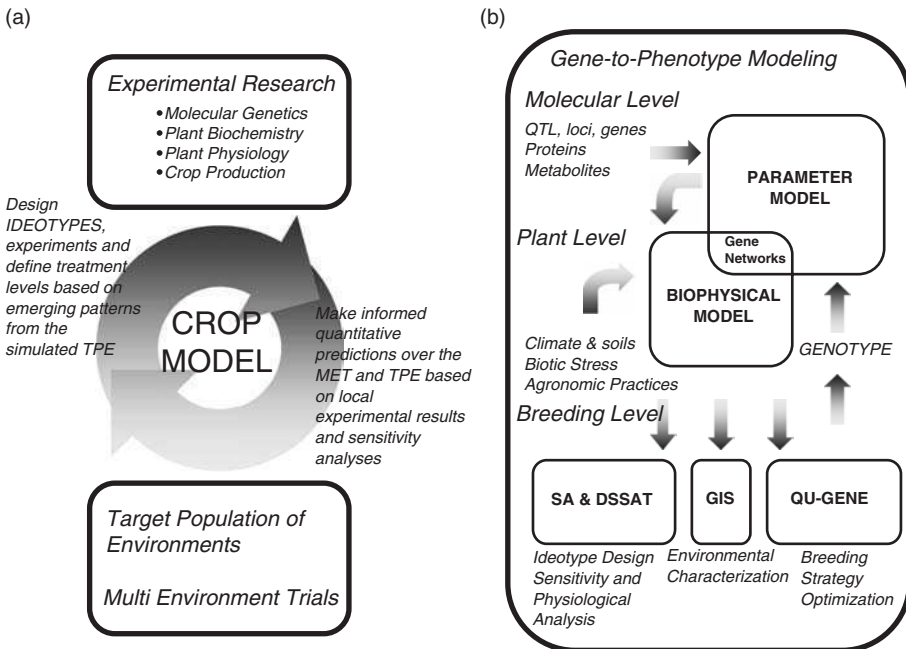 (a)
Experimental Research
•Molecular Genetics
•Plant Biochemistry
•Plant Physiology
•Crop Production
Design
IDEOTYPES,
experiments and
define treatment
levels based on
emerging patterns
from the
simulated TPE
CROP
MODEL
Make informed
quantitative
predictions over the
MET and TPE based
on local
experimental results
and sensitivity
analyses
Target Population of
Environments
Multi Environment Trials
(b)
Gene-to-Phenotype Modeling
Molecular Level
QTL, loci, genes
Proteins
Metabolites
PARAMETER
MODEL
Plant Level
Gene
Networks
BIOPHYSICAL
MODEL
Climate & soils
Biotic Stress
Agronomic Practices
GENOTYPE
Breeding Level
SA & DSSAT
GIS
QU-GENE
Ideotype Design
Sensitivity and
Physiological
Analysis
Environmental
Characterization
Breeding
Strategy
Optimization